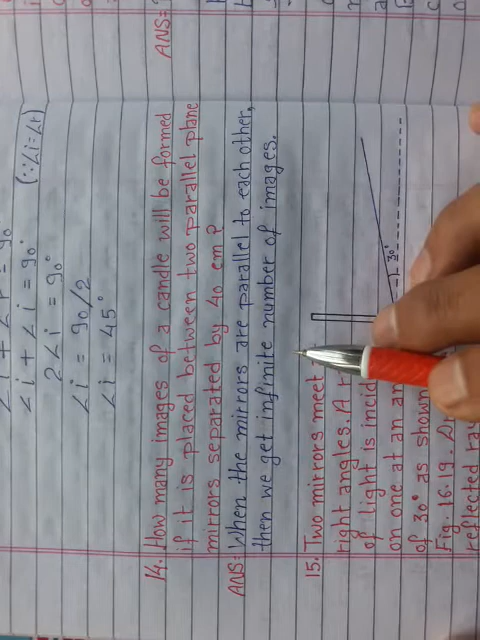 ∠i + ∠r = 90°
∠i + ∠i = 90° (∵∠i=∠r)
2∠i = 90°
∠i = 90/2
∠i = 45°
14. How many images of a candle will be formed
if it is placed between two parallel plane
mirrors separated by 40 cm?
ANS: When the mirrors are parallel to each other,
then we get infinite number of images.
15. Two mirrors meet
right angles. A r
of light is incid
on one at an an
of 30° as shown
Fig. 16.19. D
reflected ray
30°
ANS: